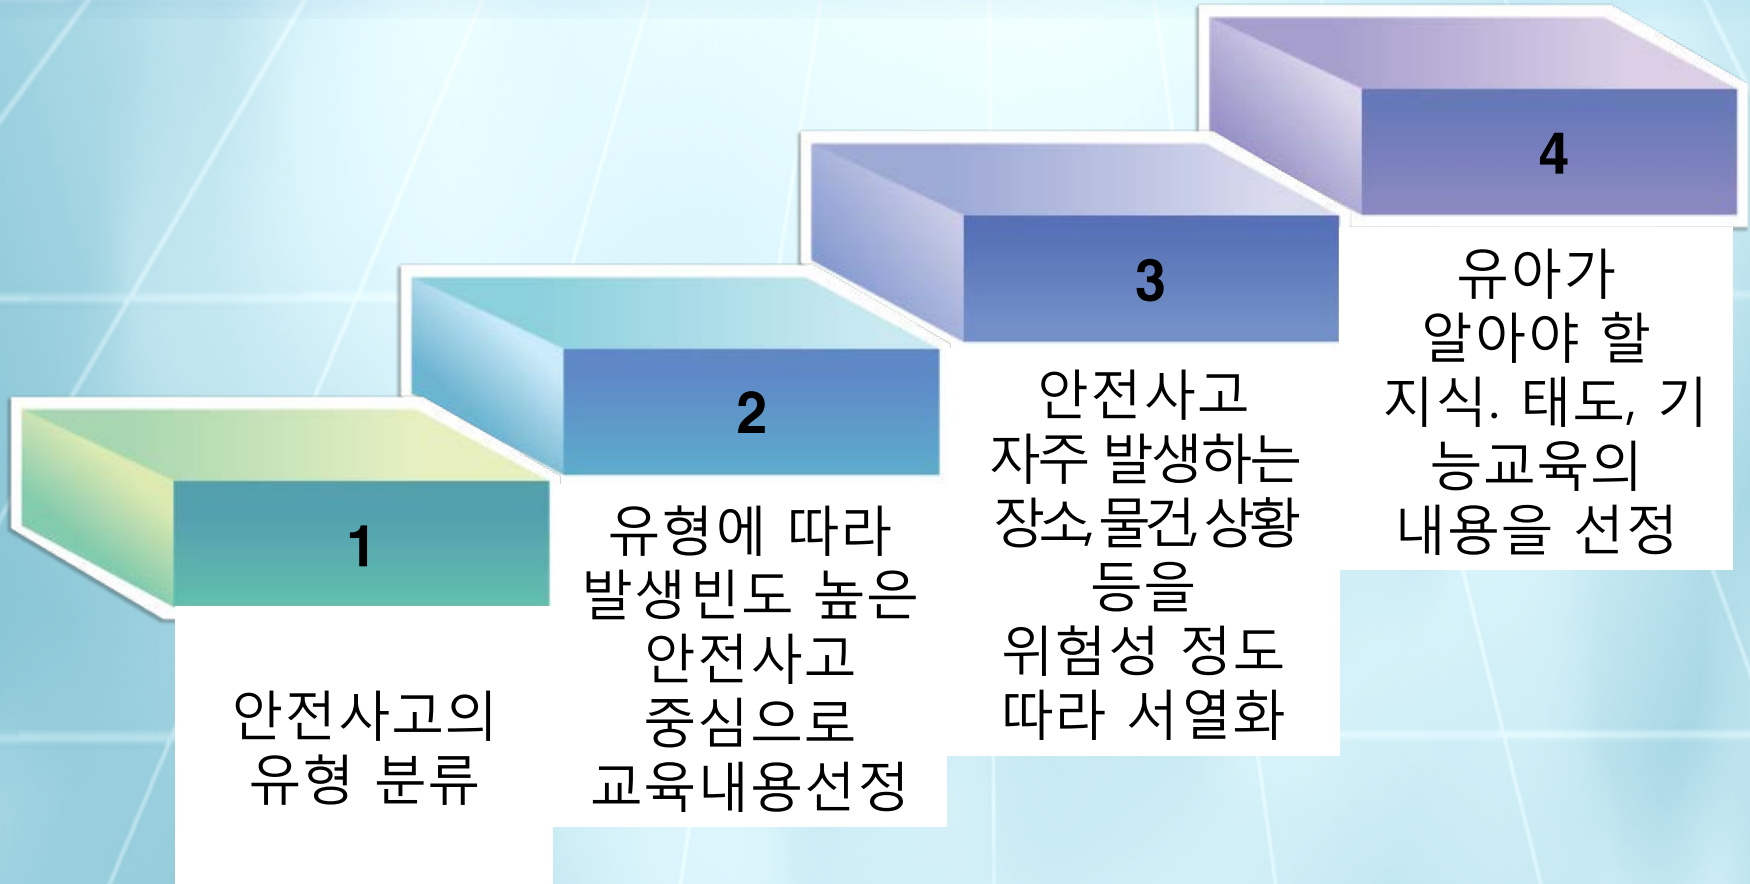 1
안전사고의
유형 분류
2
유형에 따라
발생빈도 높은
안전사고
중심으로
교육내용선정
3
안전사고
자주 발생하는
장소, 물건, 상황
등을
위험성 정도
따라 서열화
4
유아가
알아야 할
지식. 태도, 기
능교육의
내용을 선정